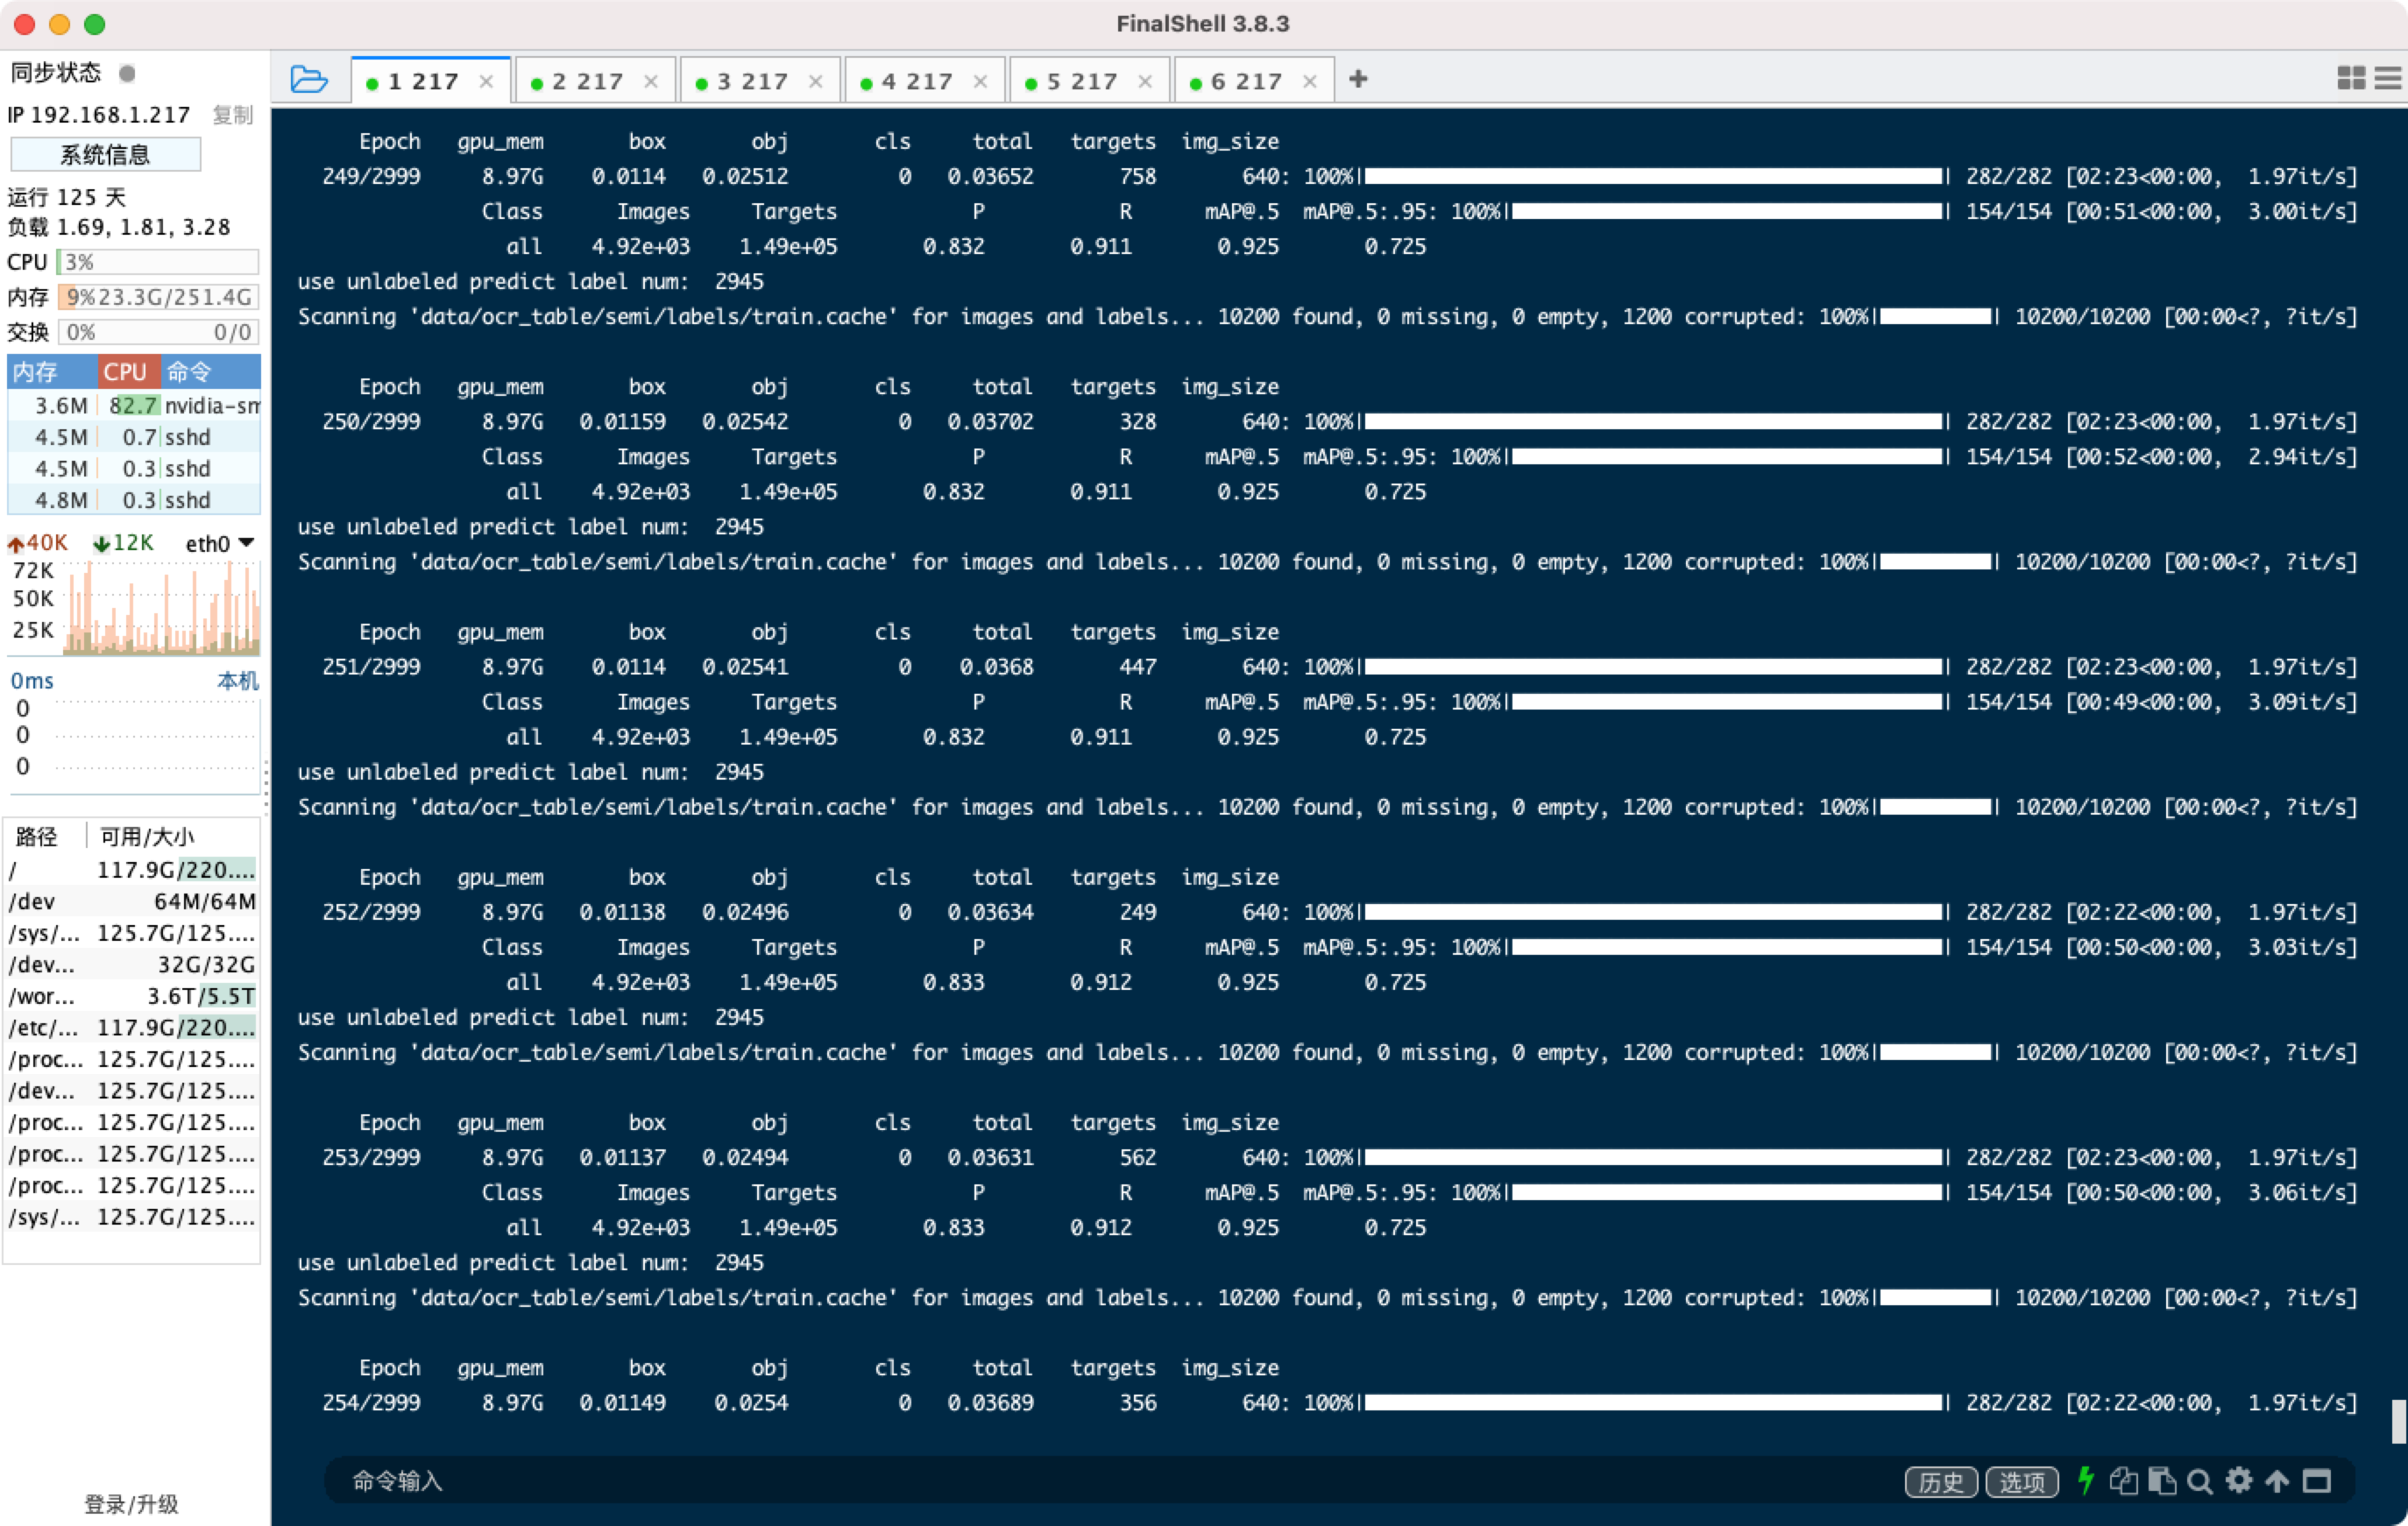 FinalShell 3.8.3
同步状态
IP 192.168.1.217 复制
系统信息
运行 125 天
负载 1.69, 1.81, 3.28
CPU 3%
内存 9% 23.3G/251.4G
交换 0% 0/0
内存 CPU 命令
3.6M 82.7 nvidia-sm
4.5M 0.7 sshd
4.5M 0.3 sshd
4.8M 0.3 sshd
40K 12K eth0
72K
50K
25K
0ms 本机
0
0
0
路径 可用/大小
/ 117.9G/220....
/dev 64M/64M
/sys/... 125.7G/125....
/dev... 32G/32G
/wor... 3.6T/5.5T
/etc/... 117.9G/220....
/proc... 125.7G/125....
/dev... 125.7G/125....
/proc... 125.7G/125....
/proc... 125.7G/125....
/proc... 125.7G/125....
/sys/... 125.7G/125....
登录/升级
1 217 2 217 3 217 4 217 5 217 6 217
Epoch gpu_mem box obj cls total targets img_size
249/2999 8.97G 0.0114 0.02512 0 0.03652 758 640: 100%| | 282/282 [02:23<00:00, 1.97it/s]
Class Images Targets P R mAP@.5 mAP@.5:.95: 100%| | 154/154 [00:51<00:00, 3.00it/s]
all 4.92e+03 1.49e+05 0.832 0.911 0.925 0.725
use unlabeled predict label num: 2945
Scanning 'data/ocr_table/semi/labels/train.cache' for images and labels... 10200 found, 0 missing, 0 empty, 1200 corrupted: 100%| | 10200/10200 [00:00<?, ?it/s]
Epoch gpu_mem box obj cls total targets img_size
250/2999 8.97G 0.01159 0.02542 0 0.03702 328 640: 100%| | 282/282 [02:23<00:00, 1.97it/s]
Class Images Targets P R mAP@.5 mAP@.5:.95: 100%| | 154/154 [00:52<00:00, 2.94it/s]
all 4.92e+03 1.49e+05 0.832 0.911 0.925 0.725
use unlabeled predict label num: 2945
Scanning 'data/ocr_table/semi/labels/train.cache' for images and labels... 10200 found, 0 missing, 0 empty, 1200 corrupted: 100%| | 10200/10200 [00:00<?, ?it/s]
Epoch gpu_mem box obj cls total targets img_size
251/2999 8.97G 0.0114 0.02541 0 0.0368 447 640: 100%| | 282/282 [02:23<00:00, 1.97it/s]
Class Images Targets P R mAP@.5 mAP@.5:.95: 100%| | 154/154 [00:49<00:00, 3.09it/s]
all 4.92e+03 1.49e+05 0.832 0.911 0.925 0.725
use unlabeled predict label num: 2945
Scanning 'data/ocr_table/semi/labels/train.cache' for images and labels... 10200 found, 0 missing, 0 empty, 1200 corrupted: 100%| | 10200/10200 [00:00<?, ?it/s]
Epoch gpu_mem box obj cls total targets img_size
252/2999 8.97G 0.01138 0.02496 0 0.03634 249 640: 100%| | 282/282 [02:22<00:00, 1.97it/s]
Class Images Targets P R mAP@.5 mAP@.5:.95: 100%| | 154/154 [00:50<00:00, 3.03it/s]
all 4.92e+03 1.49e+05 0.833 0.912 0.925 0.725
use unlabeled predict label num: 2945
Scanning 'data/ocr_table/semi/labels/train.cache' for images and labels... 10200 found, 0 missing, 0 empty, 1200 corrupted: 100%| | 10200/10200 [00:00<?, ?it/s]
Epoch gpu_mem box obj cls total targets img_size
253/2999 8.97G 0.01137 0.02494 0 0.03631 562 640: 100%| | 282/282 [02:23<00:00, 1.97it/s]
Class Images Targets P R mAP@.5 mAP@.5:.95: 100%| | 154/154 [00:50<00:00, 3.06it/s]
all 4.92e+03 1.49e+05 0.833 0.912 0.925 0.725
use unlabeled predict label num: 2945
Scanning 'data/ocr_table/semi/labels/train.cache' for images and labels... 10200 found, 0 missing, 0 empty, 1200 corrupted: 100%| | 10200/10200 [00:00<?, ?it/s]
Epoch gpu_mem box obj cls total targets img_size
254/2999 8.97G 0.01149 0.0254 0 0.03689 356 640: 100%| | 282/282 [02:22<00:00, 1.97it/s]
命令输入 历史 选项